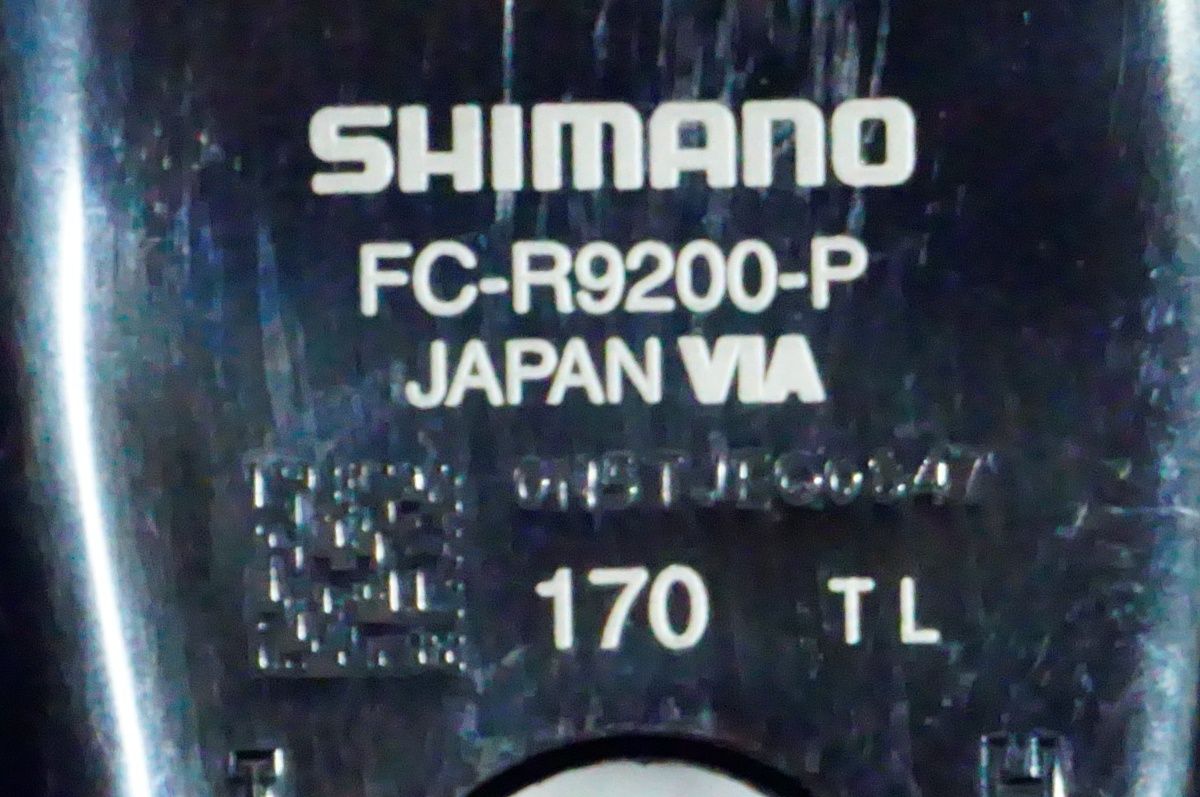 SHIMANO
FC-R9200-P
JAPAN VIA
170 TL